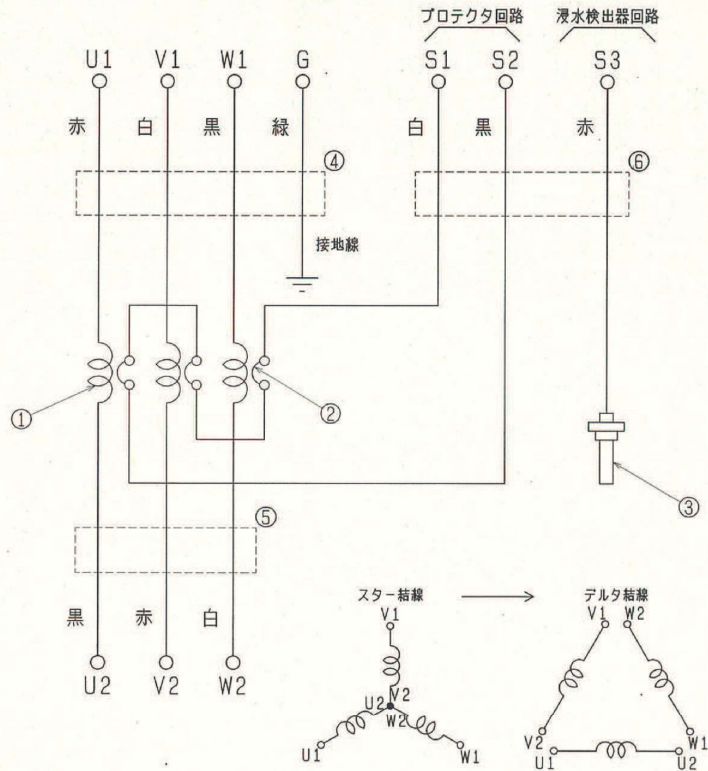 プロテクタ回路 浸水検出器回路
U1 V1 W1 G S1 S2 S3
赤 白 黒 緑 白 黒 赤
④ ⑥
接地線
① ② ③
⑤
黒 赤 白
U2 V2 W2
スター結線 デルタ結線
V1
U2 V2
W2
U1 W1
V1 W2
V2 W1
U1 U2